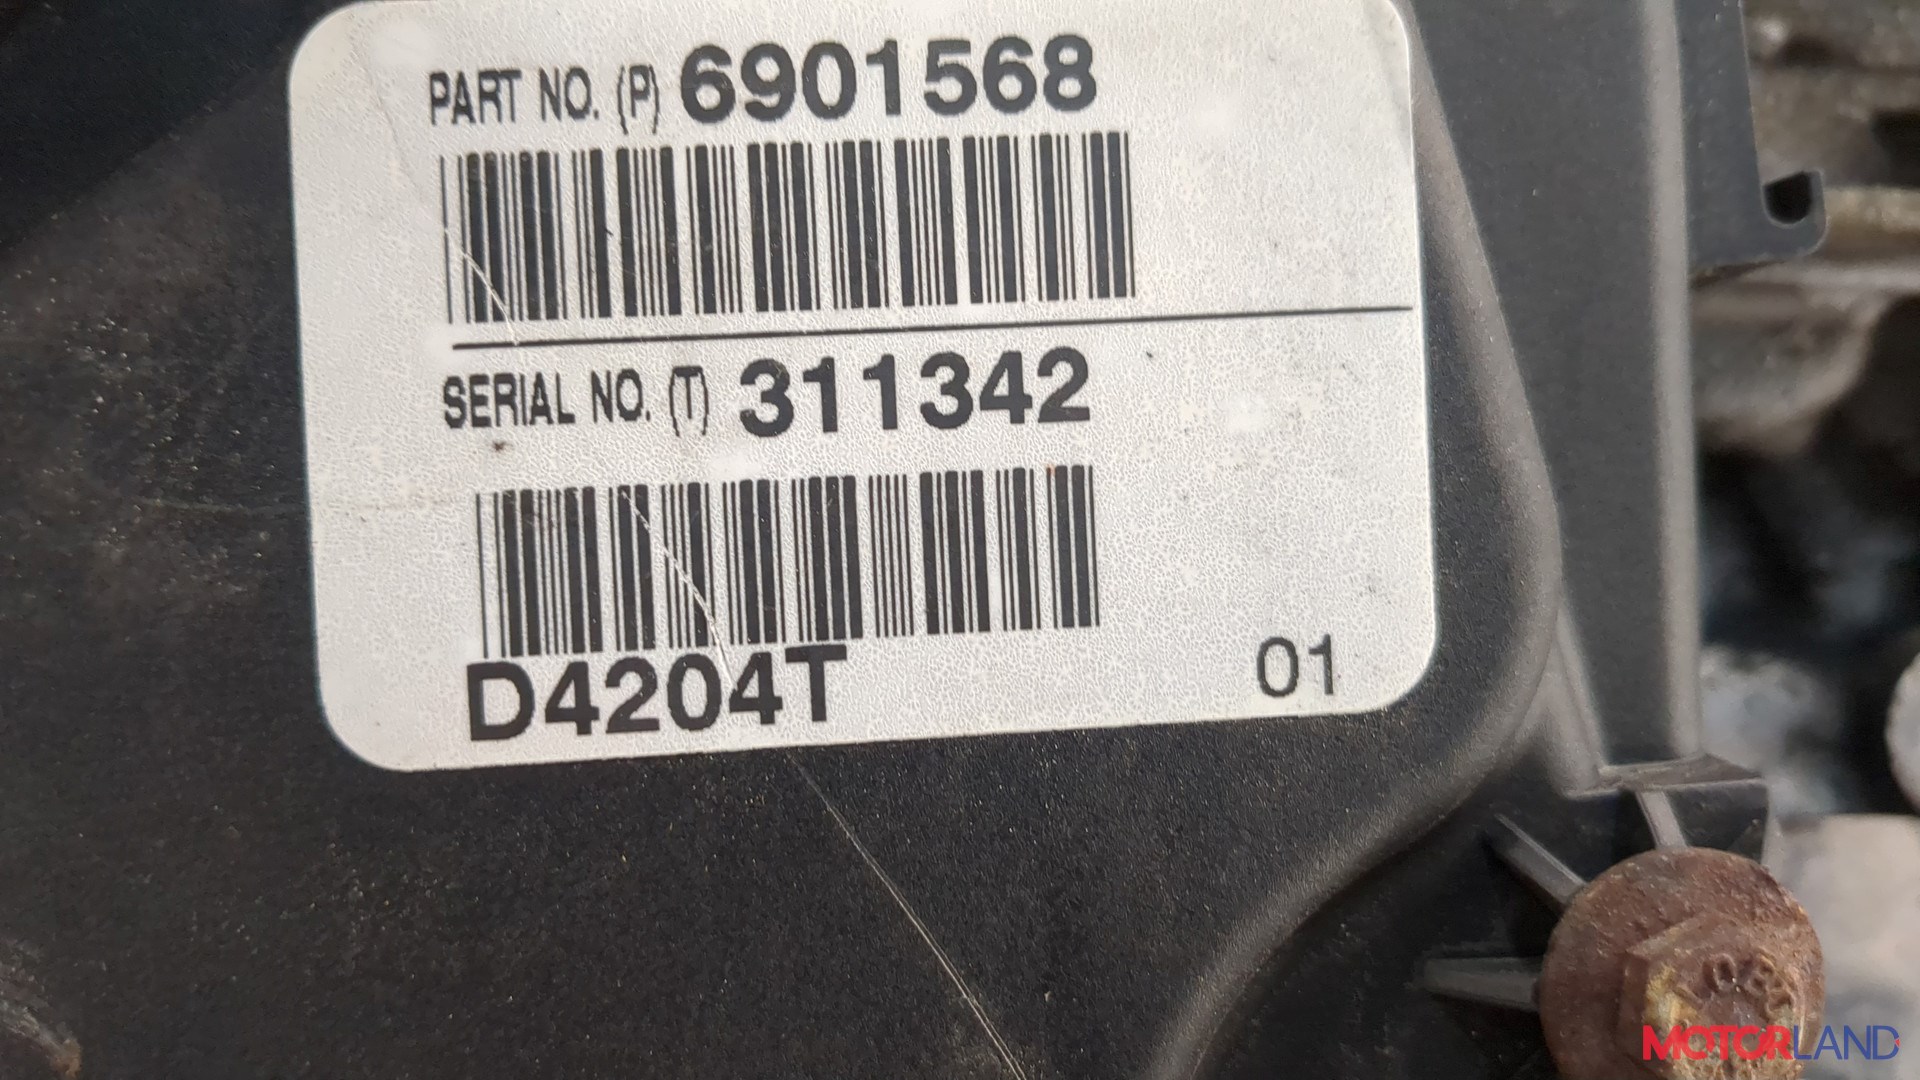 PART NO. (P) 6901568
SERIAL NO. (T) 311342
D4204T 01
MOTORLAND